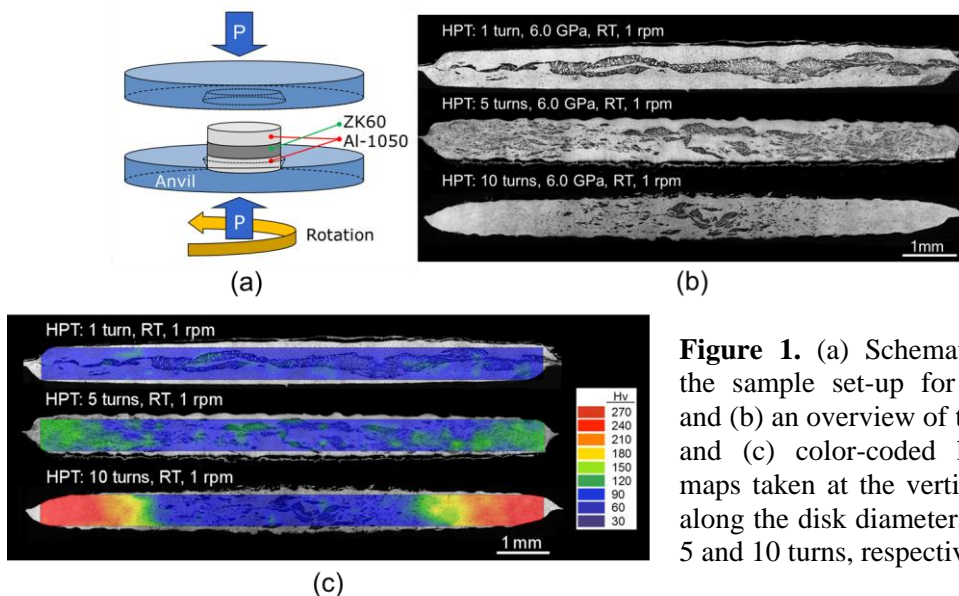 P
ZK60
Al-1050
Anvil
P
Rotation
(a)
HPT: 1 turn, 6.0 GPa, RT, 1 rpm
HPT: 5 turns, 6.0 GPa, RT, 1 rpm
HPT: 10 turns, 6.0 GPa, RT, 1 rpm
1mm
(b)
HPT: 1 turn, RT, 1 rpm
HPT: 5 turns, RT, 1 rpm
HPT: 10 turns, RT, 1 rpm
Hv
270
240
210
180
150
120
90
60
30
1 mm
(c)
Figure 1. (a) Schemat
the sample set-up for
and (b) an overview of t
and (c) color-coded
maps taken at the verti
along the disk diameter
5 and 10 turns, respectiv